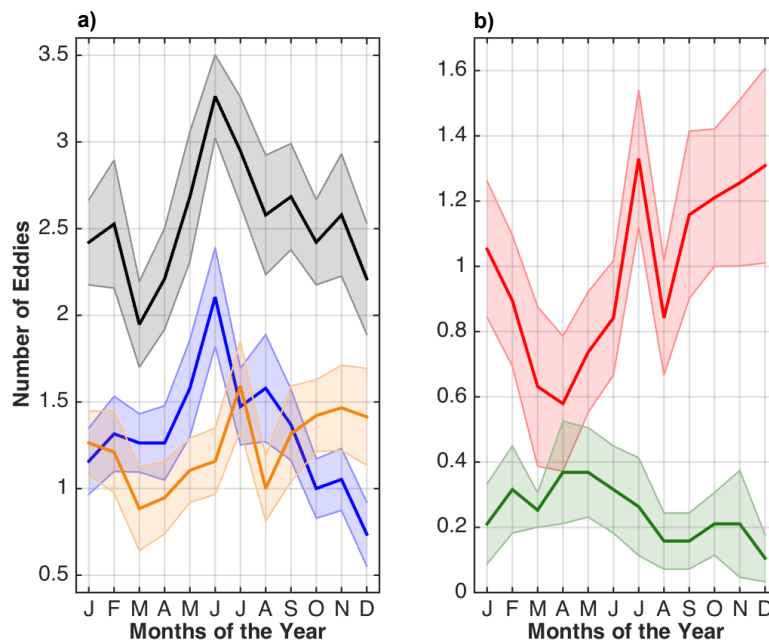 a)
Number of Eddies
3.5
3
2.5
2
1.5
1
0.5
J F M A M J J A S O N D
Months of the Year
b)
1.6
1.4
1.2
1
0.8
0.6
0.4
0.2
0
J F M A M J J A S O N D
Months of the Year